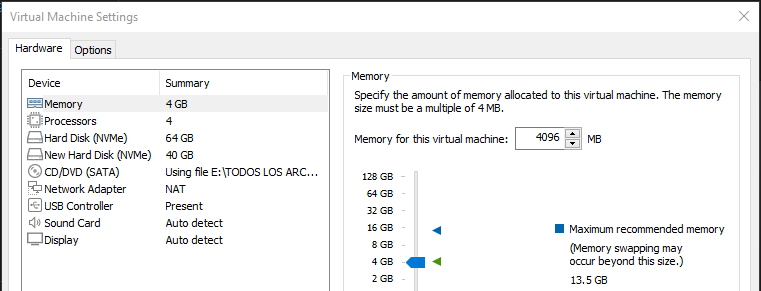 Virtual Machine Settings
Hardware Options
Device Summary
Memory 4 GB
Processors 4
Hard Disk (NVMe) 64 GB
New Hard Disk (NVMe) 40 GB
CD/DVD (SATA) Using file E:\TODOS LOS ARC...
Network Adapter NAT
USB Controller Present
Sound Card Auto detect
Display Auto detect
Memory
Specify the amount of memory allocated to this virtual machine. The memory
size must be a multiple of 4 MB.
Memory for this virtual machine: 4096 MB
128 GB
64 GB
32 GB
16 GB
8 GB
4 GB
2 GB
Maximum recommended memory
(Memory swapping may
occur beyond this size.)
13.5 GB